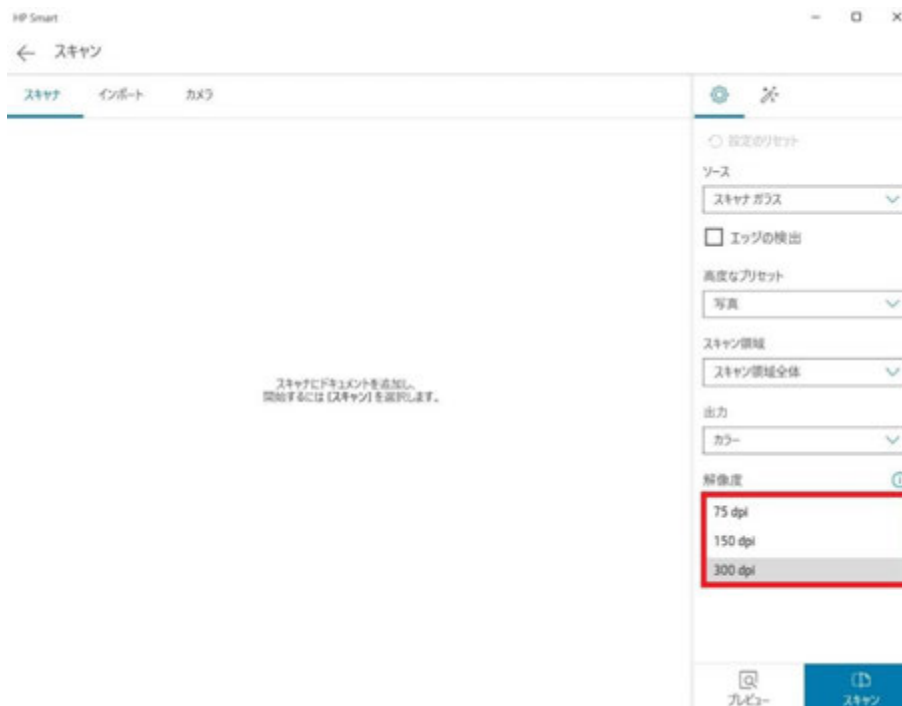 HP Smart
スキャン
スキャナ インポート カメラ
設定のリセット
ソース
スキャナ ガラス
エッジの検出
高度なプリセット
写真
スキャン領域
スキャン領域全体
スキャナにドキュメントを追加し、
開始するには [スキャン] を選択します。
出力
カラー
解像度
75 dpi
150 dpi
300 dpi
プレビュー
スキャン